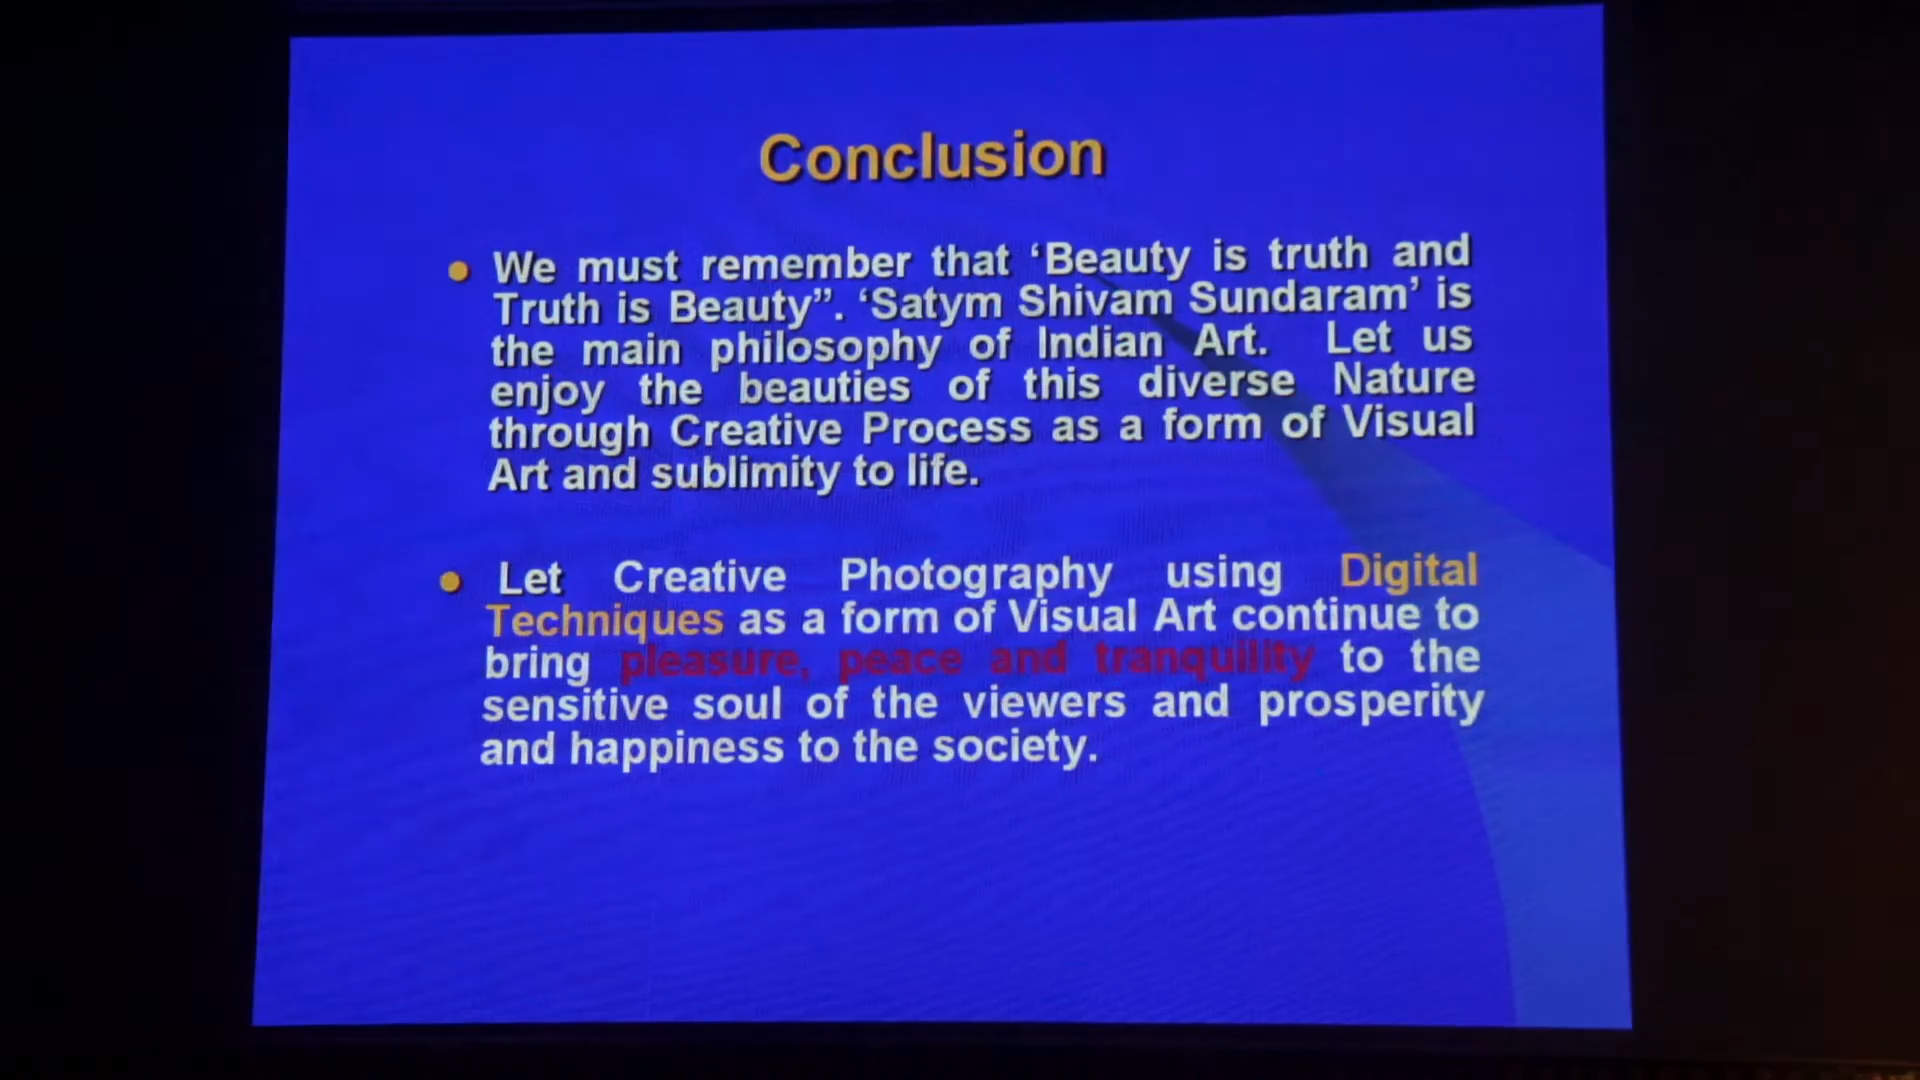 Conclusion
We must remember that ‘Beauty is truth and
Truth is Beauty”. ‘Satym Shivam Sundaram’ is
the main philosophy of Indian Art. Let us
enjoy the beauties of this diverse Nature
through Creative Process as a form of Visual
Art and sublimity to life.
Let Creative Photography using Digital
Techniques as a form of Visual Art continue to
bring pleasure, peace and tranquility to the
sensitive soul of the viewers and prosperity
and happiness to the society.